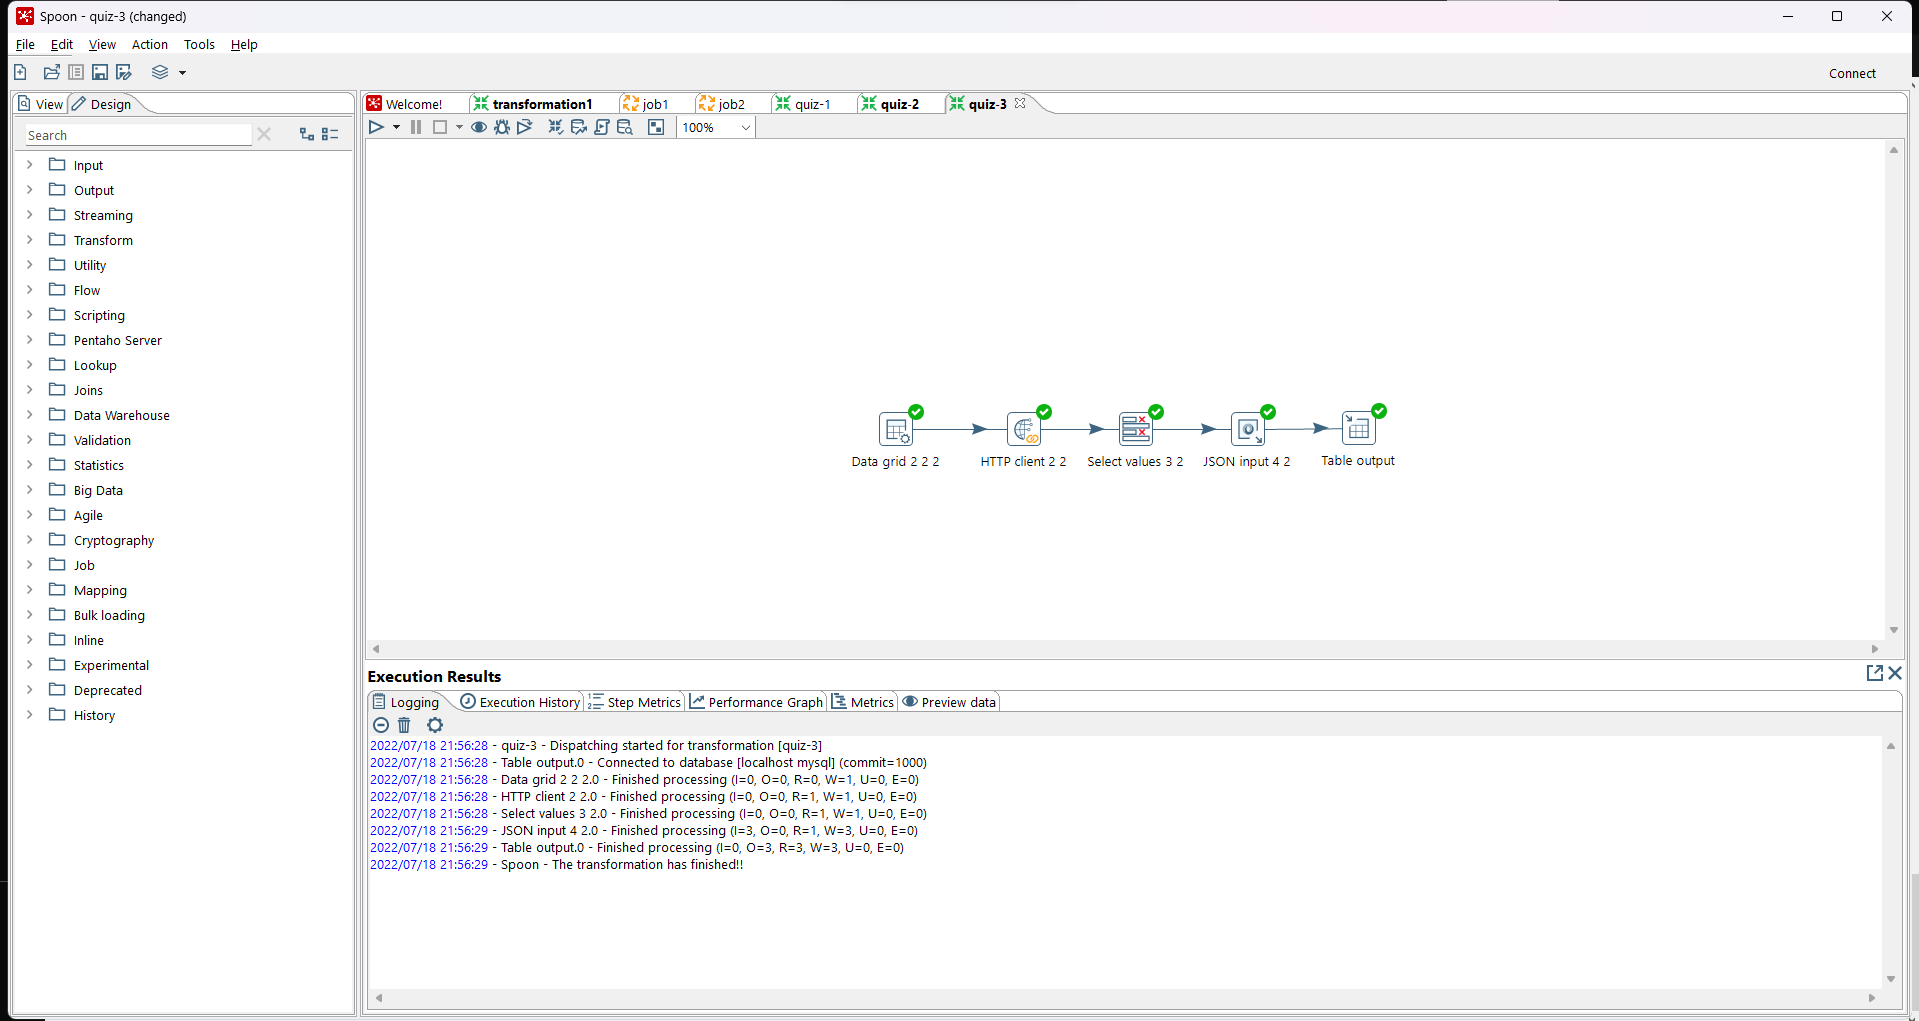 Spoon - quiz-3 (changed)
File Edit View Action Tools Help
Connect
View Design
Search
Input
Output
Streaming
Transform
Utility
Flow
Scripting
Pentaho Server
Lookup
Joins
Data Warehouse
Validation
Statistics
Big Data
Agile
Cryptography
Job
Mapping
Bulk loading
Inline
Experimental
Deprecated
History
Welcome! transformation1 job1 job2 quiz-1 quiz-2 quiz-3
100%
Data grid 2 2 2 HTTP client 2 2 Select values 3 2 JSON input 4 2 Table output
Execution Results
Logging Execution History Step Metrics Performance Graph Metrics Preview data
2022/07/18 21:56:28 - quiz-3 - Dispatching started for transformation [quiz-3]
2022/07/18 21:56:28 - Table output.0 - Connected to database [localhost mysql] (commit=1000)
2022/07/18 21:56:28 - Data grid 2 2 2.0 - Finished processing (I=0, O=0, R=0, W=1, U=0, E=0)
2022/07/18 21:56:28 - HTTP client 2 2.0 - Finished processing (I=0, O=0, R=1, W=1, U=0, E=0)
2022/07/18 21:56:28 - Select values 3 2.0 - Finished processing (I=0, O=0, R=1, W=1, U=0, E=0)
2022/07/18 21:56:29 - JSON input 4 2.0 - Finished processing (I=3, O=0, R=1, W=3, U=0, E=0)
2022/07/18 21:56:29 - Table output.0 - Finished processing (I=0, O=3, R=3, W=3, U=0, E=0)
2022/07/18 21:56:29 - Spoon - The transformation has finished!!